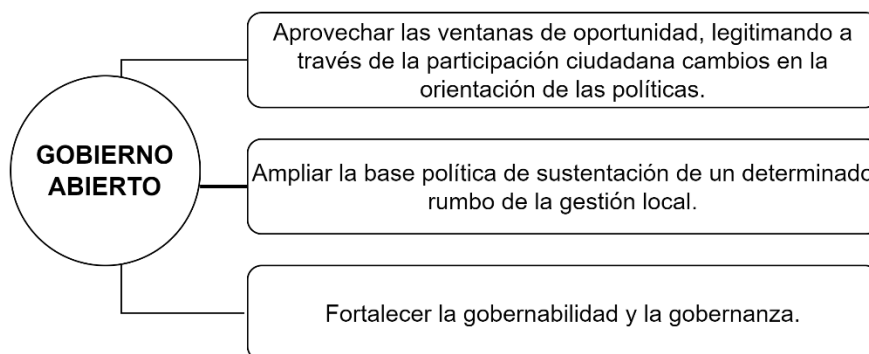 Aprovechar las ventanas de oportunidad, legitimando a
través de la participación ciudadana cambios en la
orientación de las políticas.
GOBIERNO
ABIERTO
Ampliar la base política de sustentación de un determinado
rumbo de la gestión local.
Fortalecer la gobernabilidad y la gobernanza.